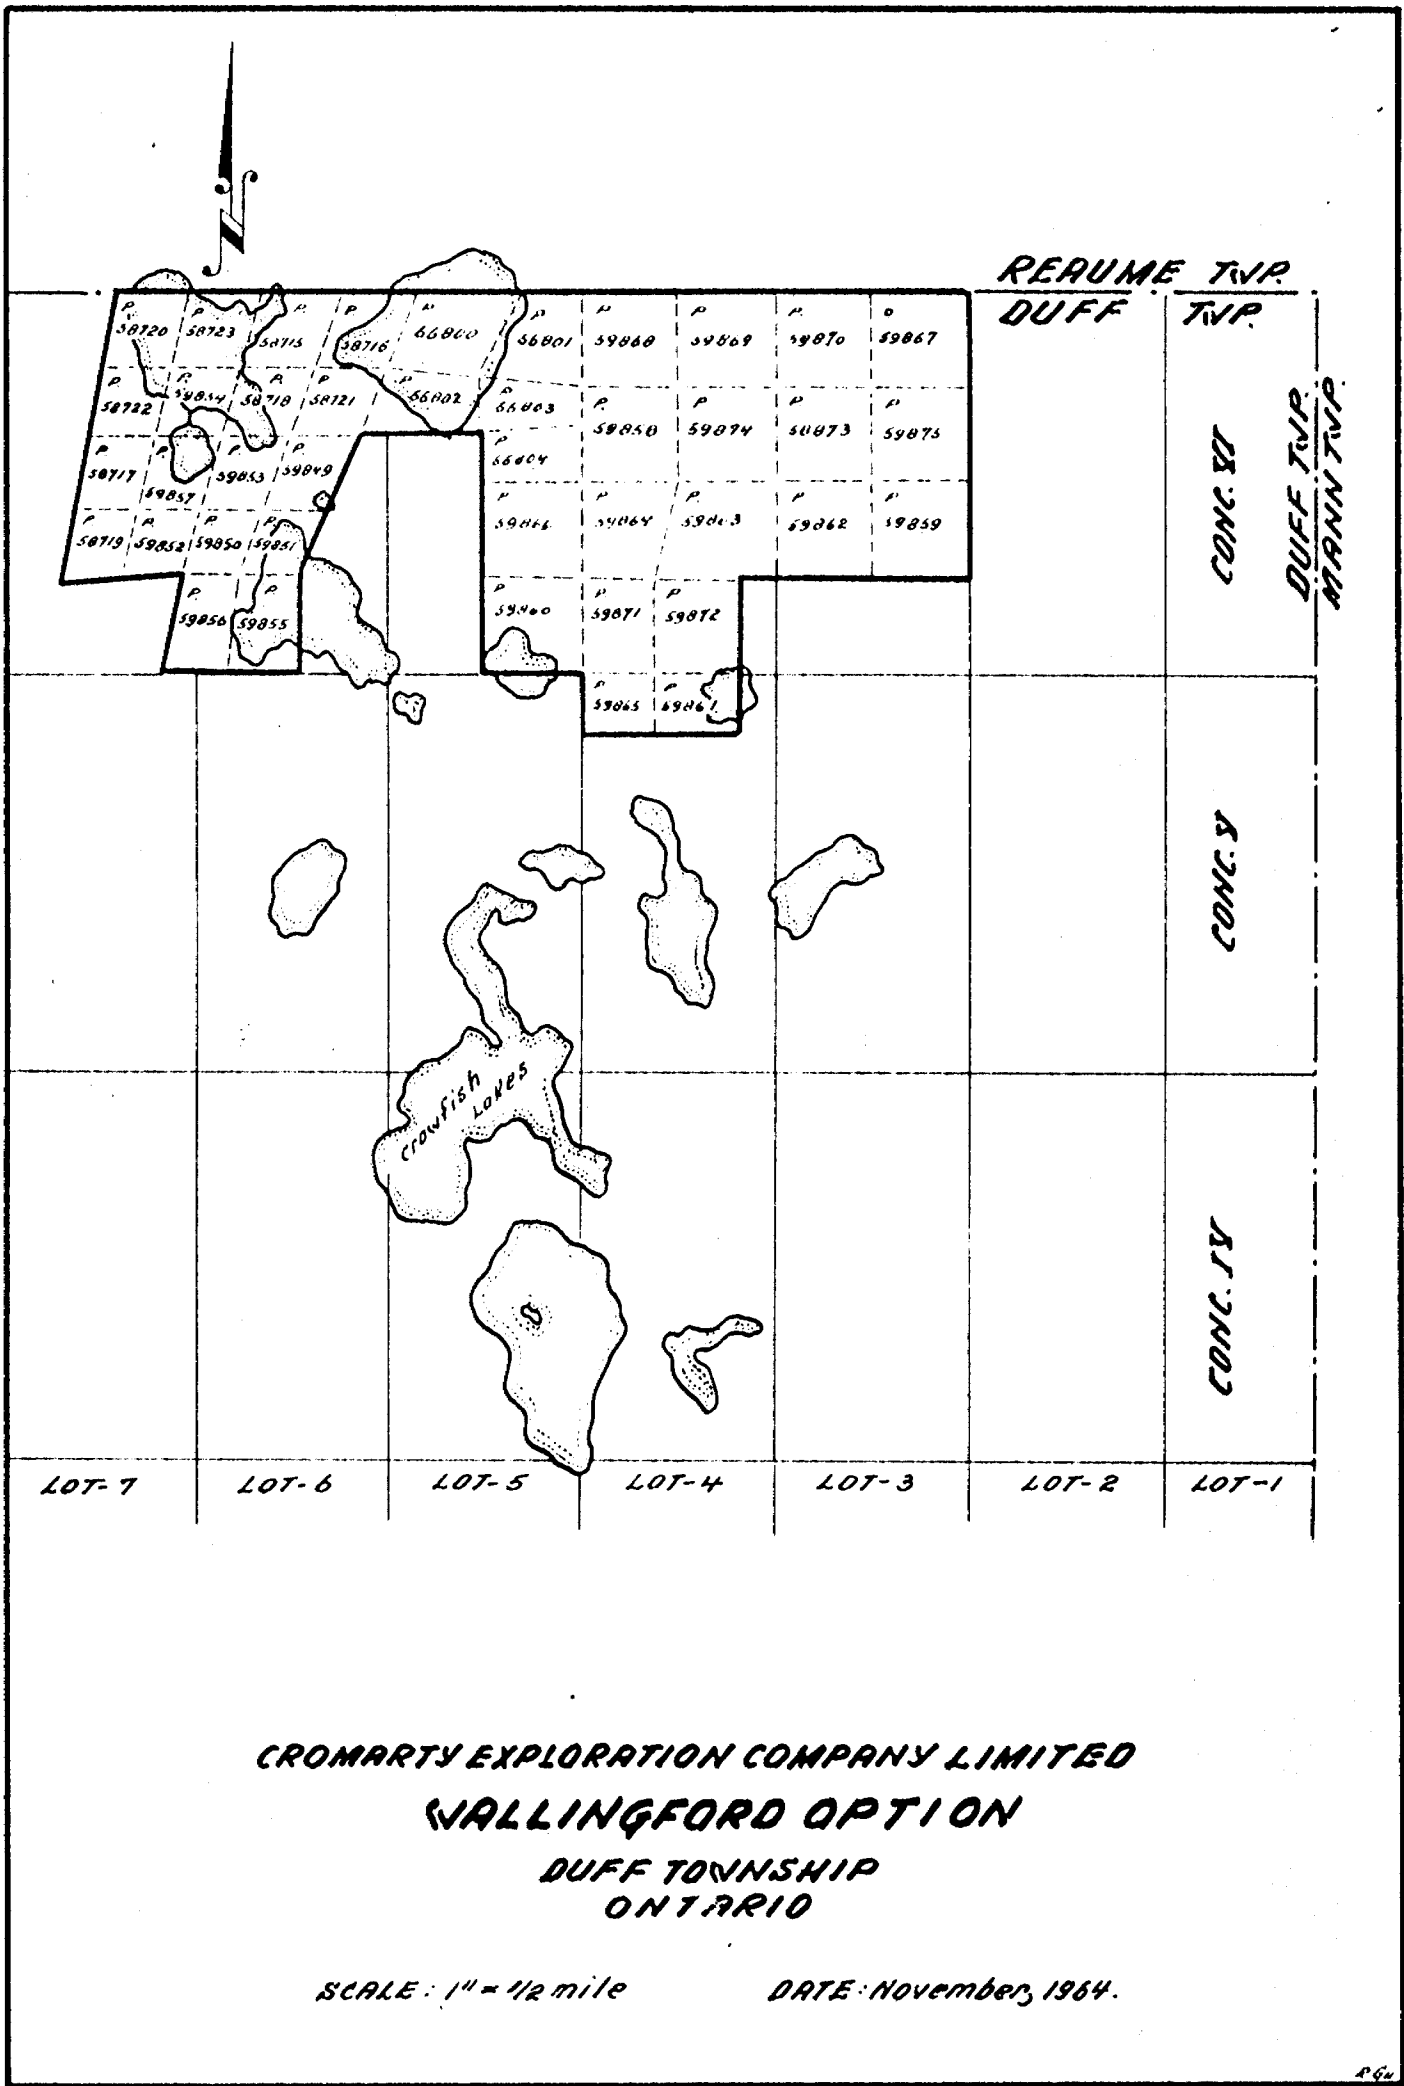 N
REAUME TWP.
DUFF TWP.
DUFF TWP.
MANN TWP.
P. 58720
P. 58723
P. 58715
P. 58716
P. 66800
P. 66801
P 59868
P 59869
P. 59870
P 59867
P. 58722
P. 59854
P. 58718
P. 58721
P. 66802
P. 66803
P. 59858
P 59874
P 59873
P 59875
P. 58717
P. 59857
P. 59853
P. 59849
P. 66804
P. 58719
P. 59852
P. 59850
P. 59851
P 59866
P 59864
P. 59863
P 59862
P 59859
P. 59856
P. 59855
P 59860
P. 59871
P 59872
P 59865
P 59861
CONC. VI
CONC. V
CONC. IV
Crowfish
Lakes
LOT-7 LOT-6 LOT-5 LOT-4 LOT-3 LOT-2 LOT-1
CROMARTY EXPLORATION COMPANY LIMITED
WALLINGFORD OPTION
DUFF TOWNSHIP
ONTARIO
SCALE: 1" = 1/2 mile DATE: November, 1964.